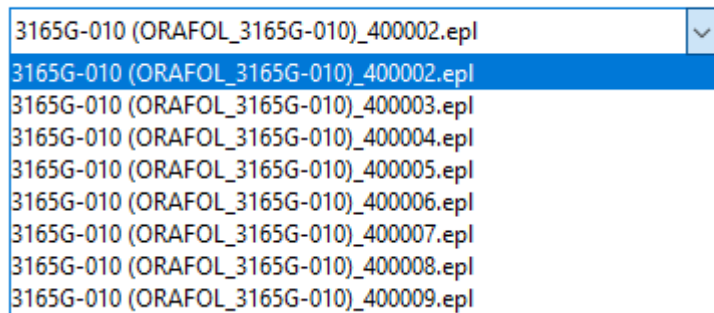 3165G-010 (ORAFOL_3165G-010)_400002.epl
3165G-010 (ORAFOL_3165G-010)_400002.epl
3165G-010 (ORAFOL_3165G-010)_400003.epl
3165G-010 (ORAFOL_3165G-010)_400004.epl
3165G-010 (ORAFOL_3165G-010)_400005.epl
3165G-010 (ORAFOL_3165G-010)_400006.epl
3165G-010 (ORAFOL_3165G-010)_400007.epl
3165G-010 (ORAFOL_3165G-010)_400008.epl
3165G-010 (ORAFOL_3165G-010)_400009.epl